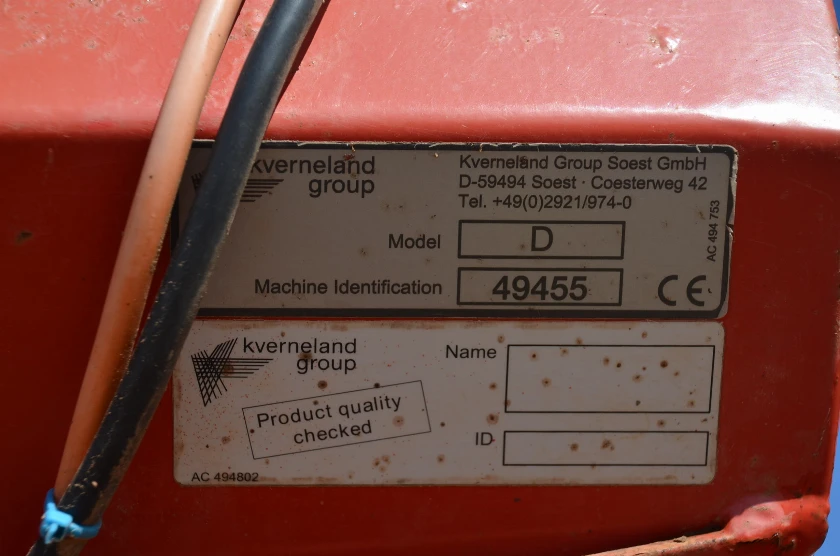 kverneland
group
Kverneland Group Soest GmbH
D-59494 Soest · Coesterweg 42
Tel. +49(0)2921/974-0
Model D
Machine Identification 49455
CE
AC 494 753
kverneland
group
Name
Product quality
checked
ID
AC 494802